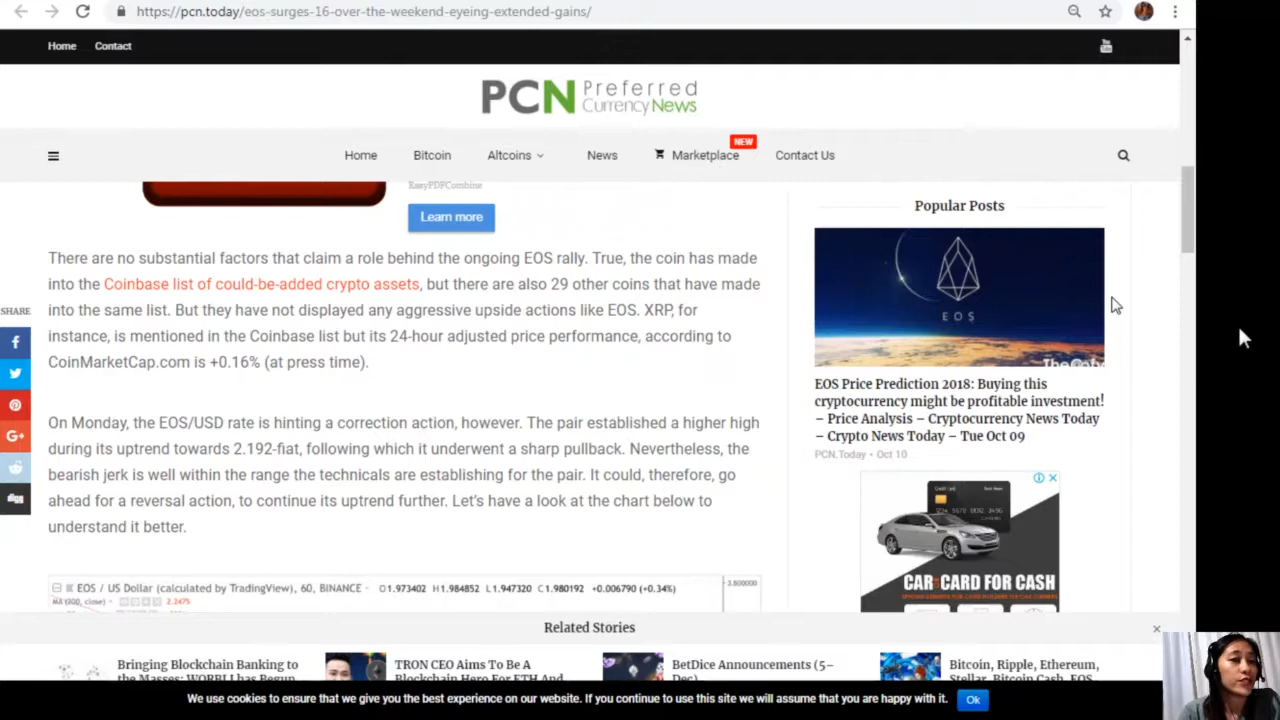 https://pcn.today/eos-surges-16-over-the-weekend-eyeing-extended-gains/
Home Contact
PCN Preferred
Currency News
NEW
Home Bitcoin Altcoins News Marketplace Contact Us
EasyPDFCombine
Learn more
There are no substantial factors that claim a role behind the ongoing EOS rally. True, the coin has made
into the Coinbase list of could-be-added crypto assets, but there are also 29 other coins that have made
into the same list. But they have not displayed any aggressive upside actions like EOS. XRP, for
instance, is mentioned in the Coinbase list but its 24-hour adjusted price performance, according to
CoinMarketCap.com is +0.16% (at press time).
On Monday, the EOS/USD rate is hinting a correction action, however. The pair established a higher high
during its uptrend towards 2.192-fiat, following which it underwent a sharp pullback. Nevertheless, the
bearish jerk is well within the range the technicals are establishing for the pair. It could, therefore, go
ahead for a reversal action, to continue its uptrend further. Let's have a look at the chart below to
understand it better.
EOS / US Dollar (calculated by TradingView), 60, BINANCE O1.973402 H1.984852 L1.947320 C1.980192 +0.006790 (+0.34%)
3.600000
MA (200, close) 2.2475
SHARE
digg
Popular Posts
EOS
EOS Price Prediction 2018: Buying this
cryptocurrency might be profitable investment!
– Price Analysis – Cryptocurrency News Today
– Crypto News Today – Tue Oct 09
PCN.Today • Oct 10
CAR CARD FOR CASH
Related Stories
Bringing Blockchain Banking to
the Masses: WORBLI has Begun
TRON CEO Aims To Be A
Blockchain Hero For ETH And
BetDice Announcements (5–
Dec)
Bitcoin, Ripple, Ethereum,
Stellar, Bitcoin Cash, EOS,
We use cookies to ensure that we give you the best experience on our website. If you continue to use this site we will assume that you are happy with it. Ok